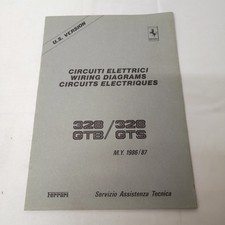 U.S. VERSION
CIRCUITI ELETTRICI
WIRING DIAGRAMS
CIRCUITS ELECTRIQUES
328 / 328
GTB / GTS
M.Y. 1986/87
ferrari
Servizio Assistenza Tecnica